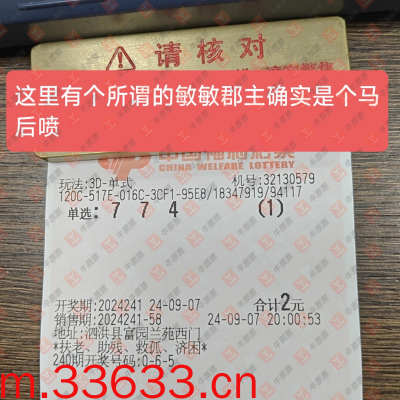 请核对
这里有个所谓的敏敏郡主确实是个马
后喷
中国福利彩票
CHINA WELFARE LOTTERY
玩法:3D-单式 机号:32130579
120C-517E-016C-3CF1-95E8/18347919/94117
单选: 7 7 4 (1)
开奖期:2024241 24-09-07 合计2元
销售期:2024241-58 24-09-07 20:00:53
地址:泗洪县富园兰苑西门
*扶老、助残、救孤、济困*
240期开奖号码:0-6-5
m.33633.cn